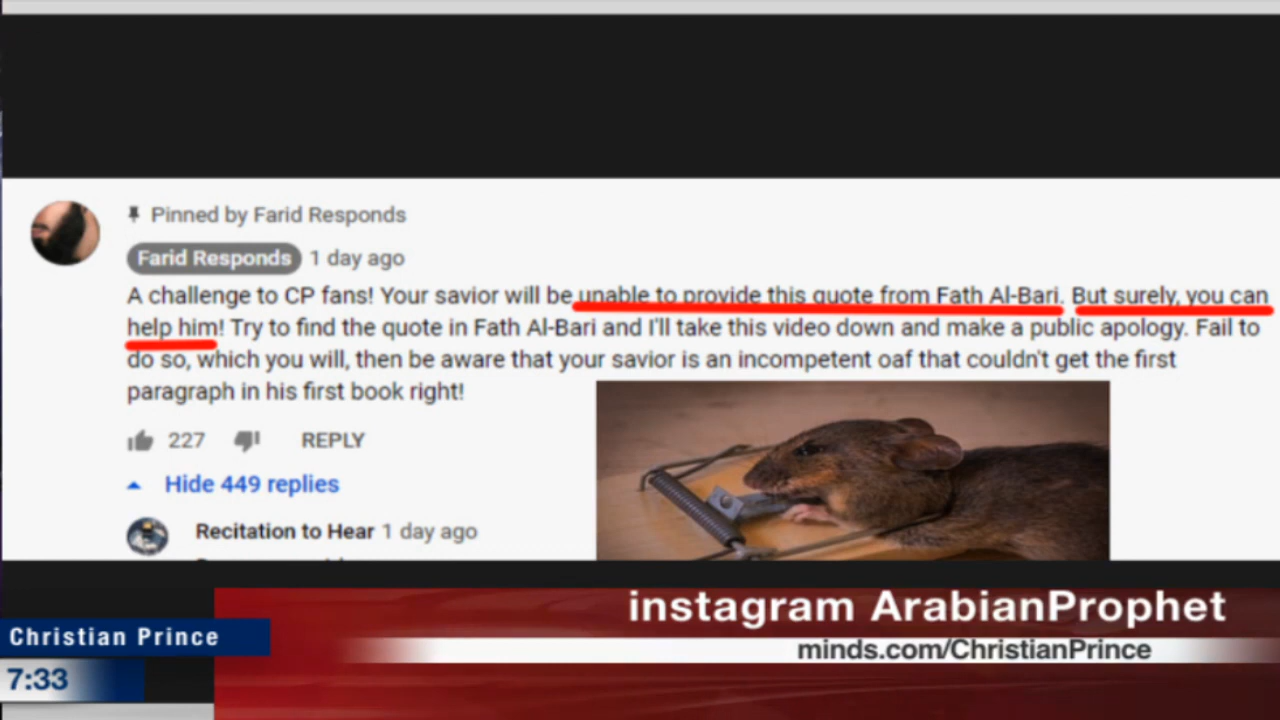 Pinned by Farid Responds
Farid Responds 1 day ago
A challenge to CP fans! Your savior will be unable to provide this quote from Fath Al-Bari. But surely, you can
help him! Try to find the quote in Fath Al-Bari and I'll take this video down and make a public apology. Fail to
do so, which you will, then be aware that your savior is an incompetent oaf that couldn't get the first
paragraph in his first book right!
227 REPLY
Hide 449 replies
Recitation to Hear 1 day ago
instagram ArabianProphet
Christian Prince
minds.com/ChristianPrince
7:33